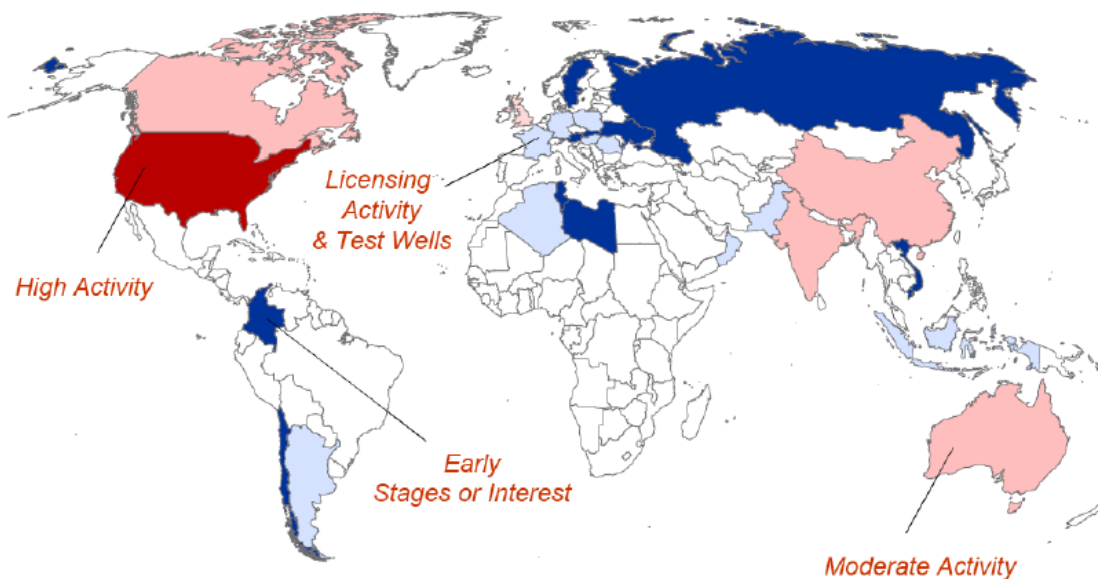 Licensing
Activity
& Test Wells
High Activity
Early
Stages or Interest
Moderate Activity